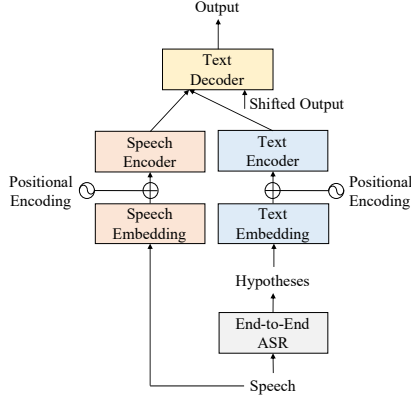 Output
Text
Decoder
Shifted Output
Speech
Encoder
Text
Encoder
Positional
Encoding
Positional
Encoding
Speech
Embedding
Text
Embedding
Hypotheses
End-to-End
ASR
Speech